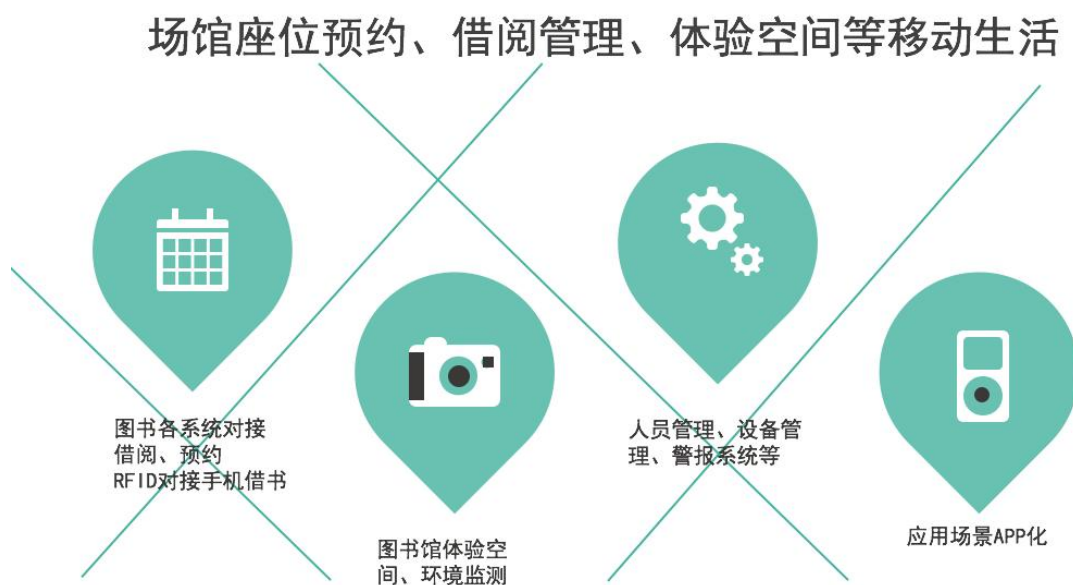 场馆座位预约、借阅管理、体验空间等移动生活
图书各系统对接
借阅、预约
RFID对接手机借书
图书馆体验空
间、环境监测
人员管理、设备管
理、警报系统等
应用场景APP化